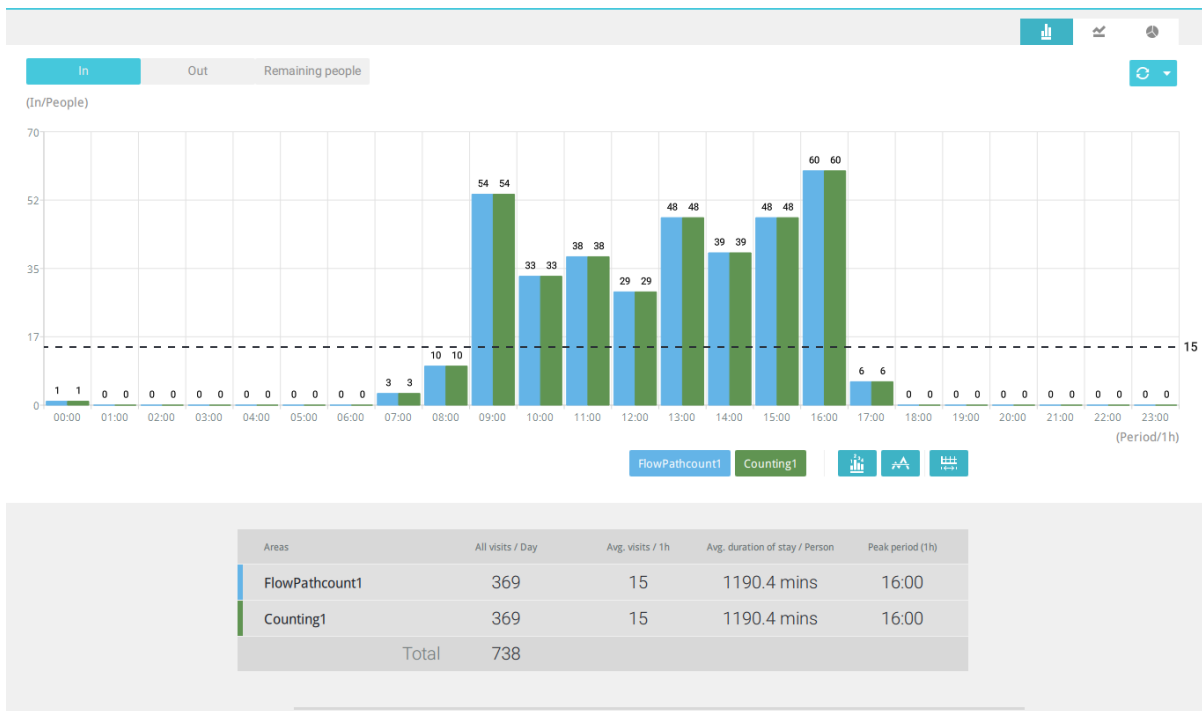 In Out Remaining people
(In/People)
70
60 60
54 54
52
48 48 48 48
39 39
38 38
35
33 33
29 29
17
15
10 10
6 6
3 3
1 1 0 0 0 0 0 0 0 0 0 0 0 0 0 0 0 0 0 0 0 0 0 0 0 0
0
00:00 01:00 02:00 03:00 04:00 05:00 06:00 07:00 08:00 09:00 10:00 11:00 12:00 13:00 14:00 15:00 16:00 17:00 18:00 19:00 20:00 21:00 22:00 23:00
(Period/1h)
FlowPathcount1 Counting1
Areas All visits / Day Avg. visits / 1h Avg. duration of stay / Person Peak period (1h)
FlowPathcount1 369 15 1190.4 mins 16:00
Counting1 369 15 1190.4 mins 16:00
Total 738